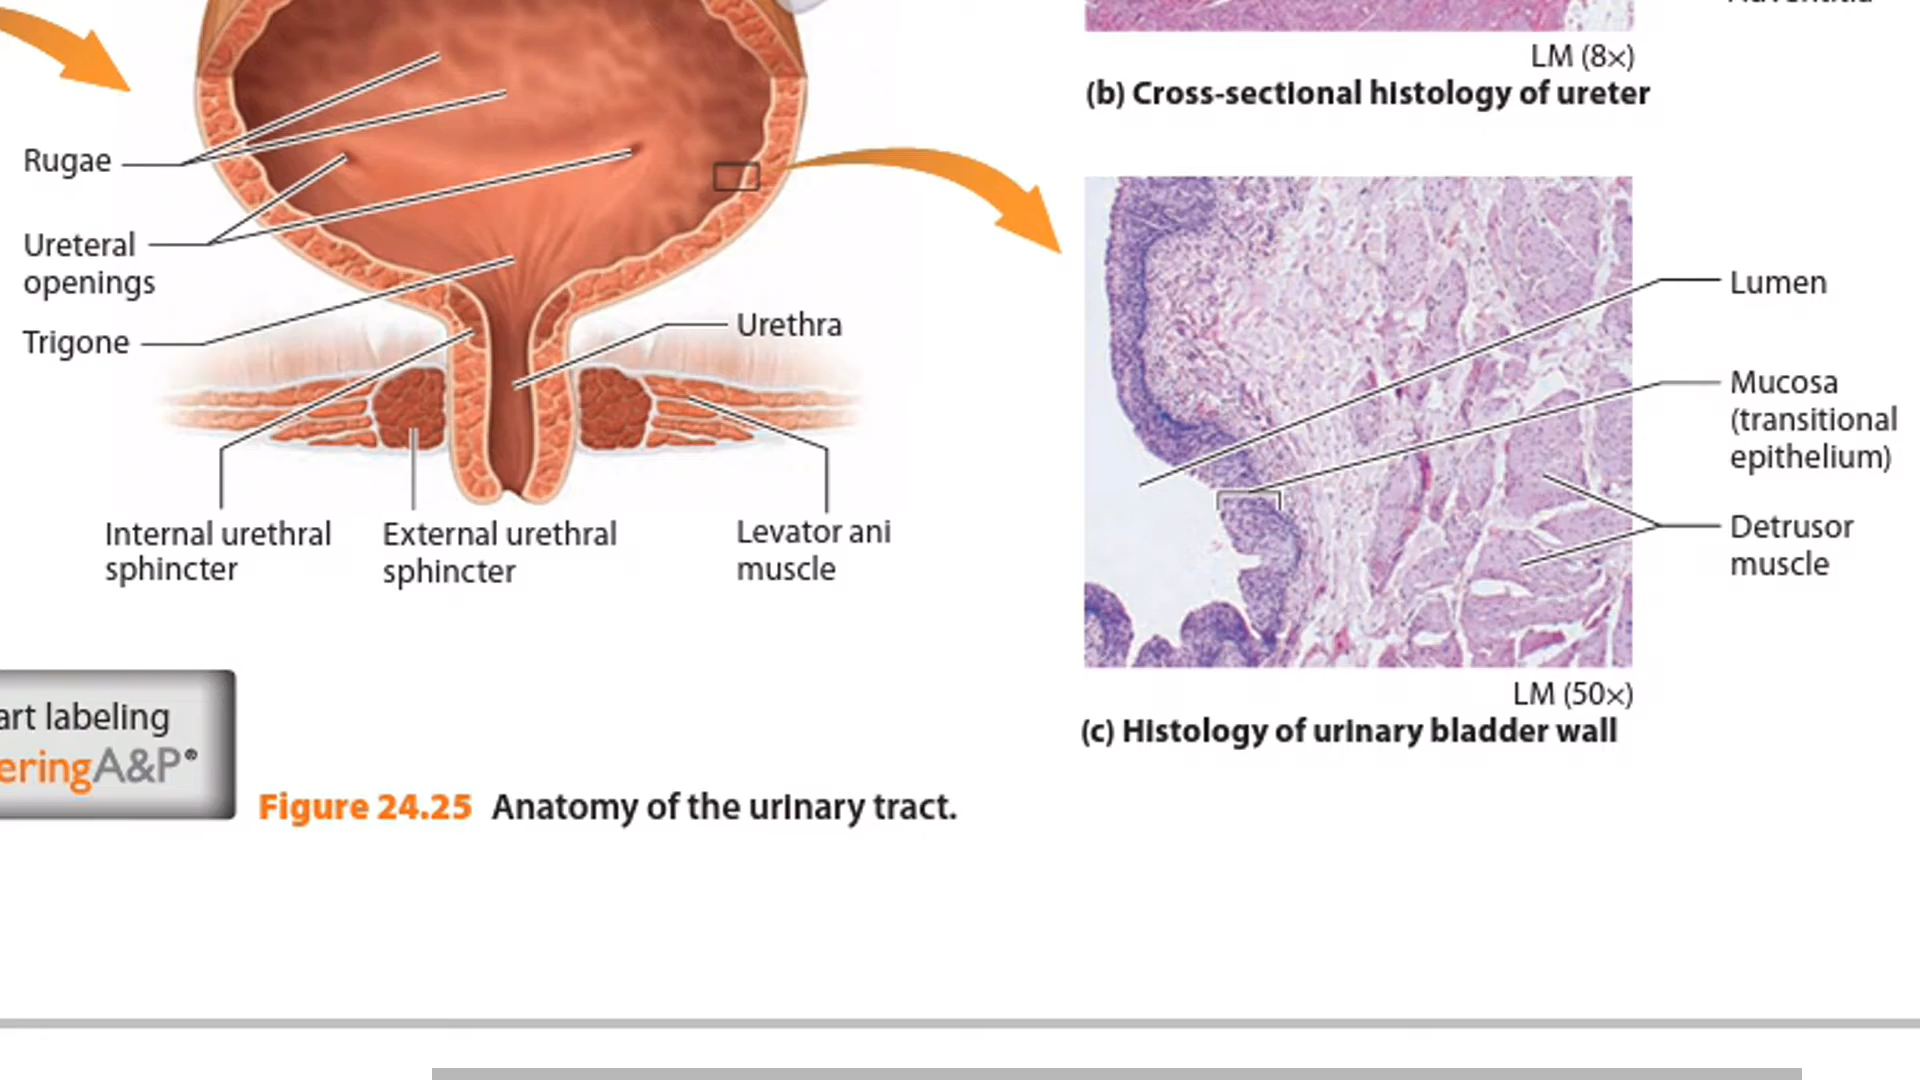 LM (8×)
(b) Cross-sectional histology of ureter
Rugae
Ureteral
openings
Trigone
Urethra
Internal urethral
sphincter
External urethral
sphincter
Levator ani
muscle
Lumen
Mucosa
(transitional
epithelium)
Detrusor
muscle
LM (50×)
(c) Histology of urinary bladder wall
art labeling
eringA&P®
Figure 24.25 Anatomy of the urinary tract.